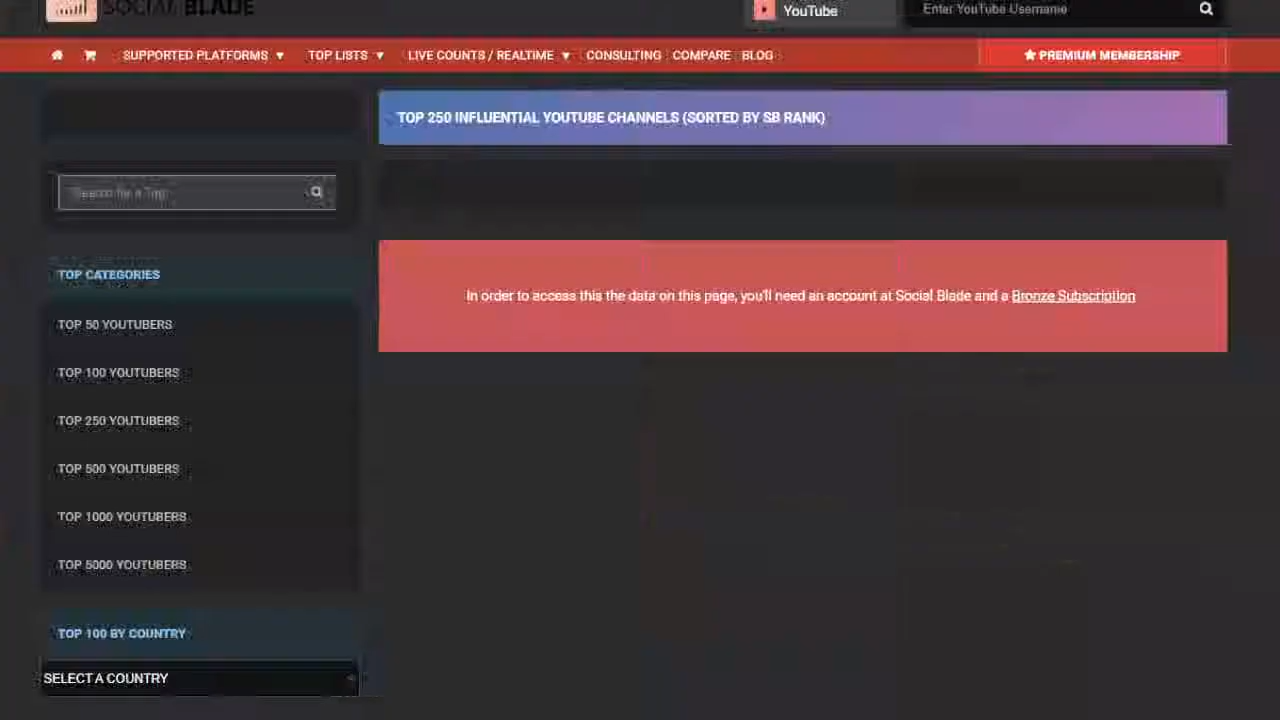 SOCIAL BLADE
YouTube
Enter YouTube Username
SUPPORTED PLATFORMS ▼ TOP LISTS ▼ LIVE COUNTS / REALTIME ▼ CONSULTING COMPARE BLOG
★ PREMIUM MEMBERSHIP
TOP 250 INFLUENTIAL YOUTUBE CHANNELS (SORTED BY SB RANK)
Search for a Tag
In order to access this the data on this page, you'll need an account at Social Blade and a Bronze Subscription
TOP CATEGORIES
TOP 50 YOUTUBERS
TOP 100 YOUTUBERS
TOP 250 YOUTUBERS
TOP 500 YOUTUBERS
TOP 1000 YOUTUBERS
TOP 5000 YOUTUBERS
TOP 100 BY COUNTRY
SELECT A COUNTRY